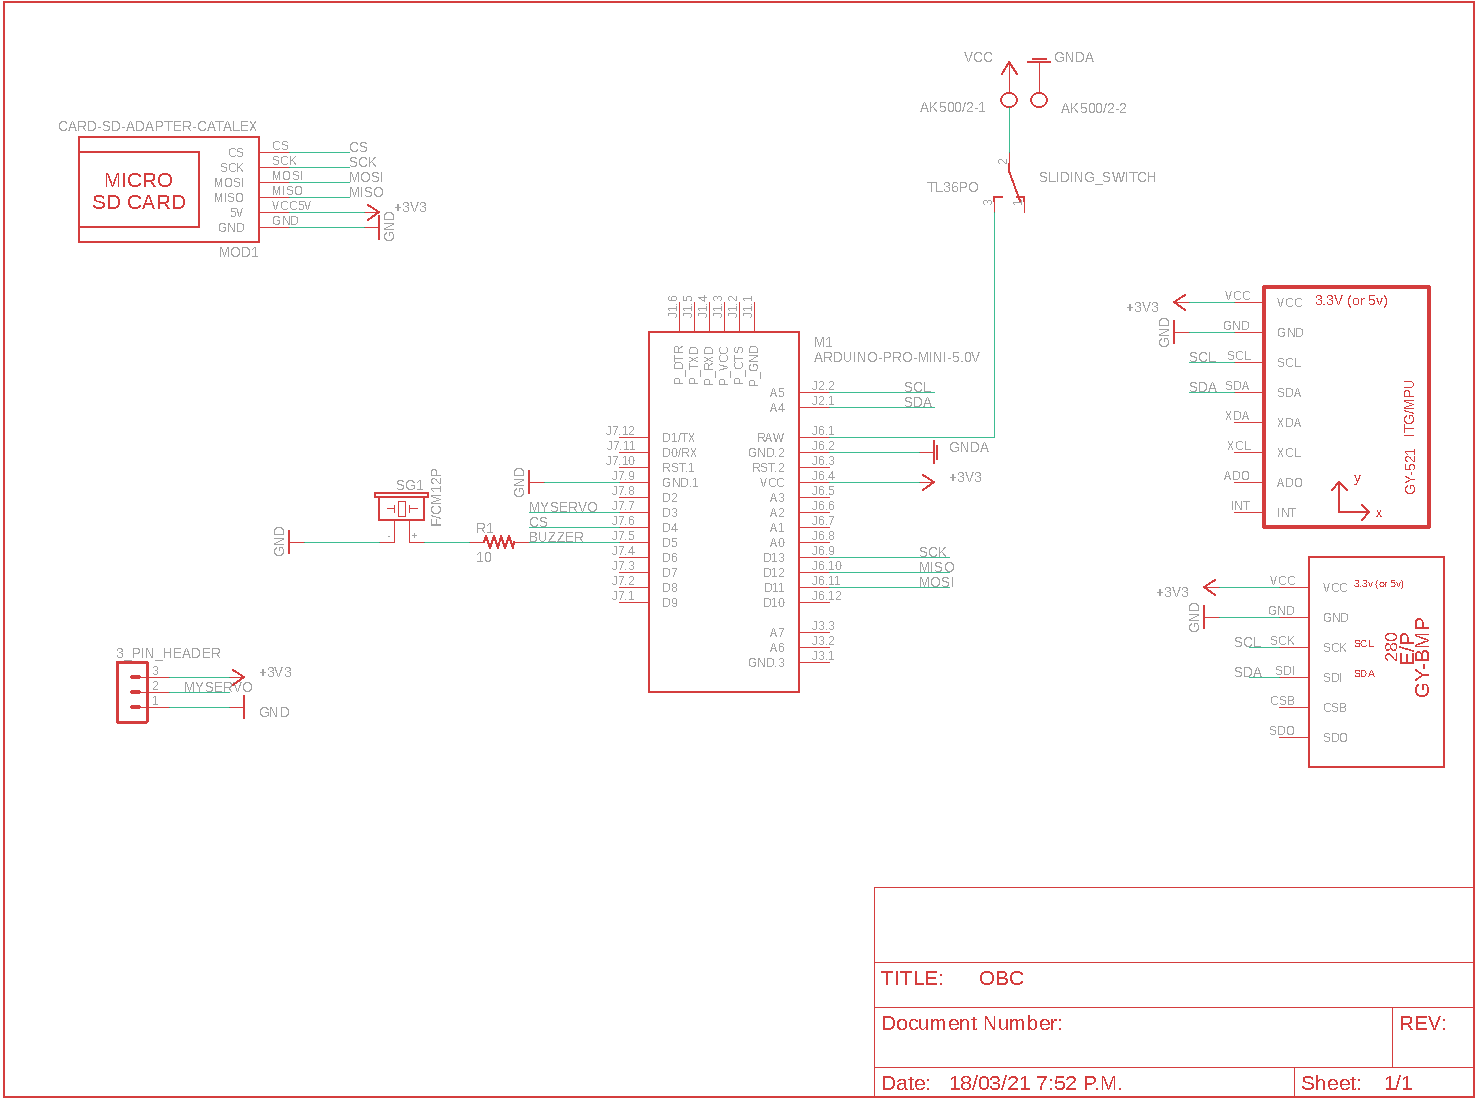 VCC
GNDA
AK500/2-1
AK500/2-2
2
TL36PO
SLIDING_SWITCH
3
1
CARD-SD-ADAPTER-CATALEX
MICRO
SD CARD
CS CS CS
SCK SCK SCK
MOSI MOSI MOSI
MISO MISO MISO
5V VCC5V +3V3
GND GND GND
MOD1
J1.6 J1.5 J1.4 J1.3 J1.2 J1.1
P_DTR P_TXD P_RXD P_VCC P_CTS P_GND
M1
ARDUINO-PRO-MINI-5.0V
A5 J2.2 SCL
A4 J2.1 SDA
J7.12 D1/TX RAW J6.1
J7.11 D0/RX GND.2 J6.2 GNDA
J7.10 RST.1 RST.2 J6.3
GND J7.9 GND.1 VCC J6.4 +3V3
J7.8 D2 A3 J6.5
MYSERVO J7.7 D3 A2 J6.6
CS J7.6 D4 A1 J6.7
BUZZER J7.5 D5 A0 J6.8
J7.4 D6 D13 J6.9 SCK
J7.3 D7 D12 J6.10 MISO
J7.2 D8 D11 J6.11 MOSI
J7.1 D9 D10 J6.12
A7 J3.3
A6 J3.2
GND.3 J3.1
SG1
F/CM12P
- +
GND
R1
10
3_PIN_HEADER
3 +3V3
2 MYSERVO
1 GND
+3V3 VCC VCC 3.3V (or 5v)
GND GND GND
SCL SCL SCL
SDA SDA SDA
XDA XDA
XCL XCL
ADO ADO
INT INT
GY-521 ITG/MPU
y
x
+3V3 VCC VCC 3.3v (or 5v)
GND GND GND
SCL SCK SCK SCL
SDA SDI SDI SDA
CSB CSB
SDO SDO
280
E/P
GY-BMP
TITLE: OBC
Document Number:
REV:
Date: 18/03/21 7:52 P.M.
Sheet: 1/1